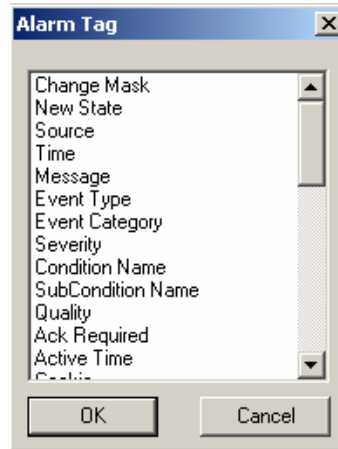 Alarm Tag
Change Mask
New State
Source
Time
Message
Event Type
Event Category
Severity
Condition Name
SubCondition Name
Quality
Ack Required
Active Time
OK
Cancel